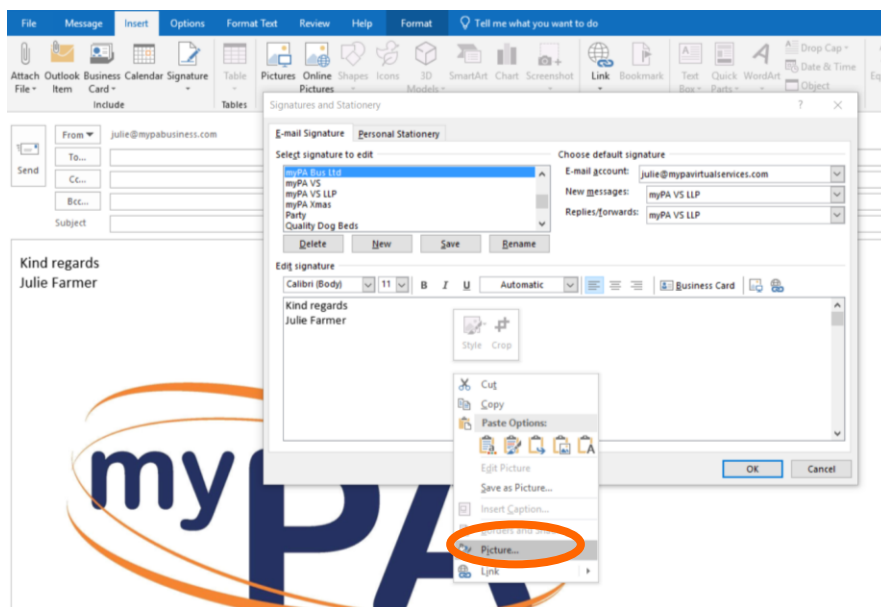 File Message Insert Options Format Text Review Help Format Tell me what you want to do
Attach File Outlook Item Business Card Calendar Signature Table Pictures Online Pictures Shapes Icons 3D Models SmartArt Chart Screenshot Link Bookmark Text Box Quick Parts WordArt Drop Cap
Date & Time
Object
Include Tables
Signatures and Stationery ? ×
E-mail Signature Personal Stationery
Select signature to edit Choose default signature
myPA Bus Ltd
myPA VS
myPA VS LLP
myPA Xmas
Party
Quality Dog Beds
E-mail account: julie@mypavirtualservices.com
New messages: myPA VS LLP
Replies/forwards: myPA VS LLP
Delete New Save Rename
Edit signature
Calibri (Body) 11 B I U Automatic Business Card
Kind regards
Julie Farmer
Style Crop
Cut
Copy
Paste Options:
Edit Picture
Save as Picture...
Insert Caption...
Borders and
Picture...
Link
OK Cancel
Send
From julie@mypabusiness.com
To...
Cc...
Bcc...
Subject
Kind regards
Julie Farmer
myPA